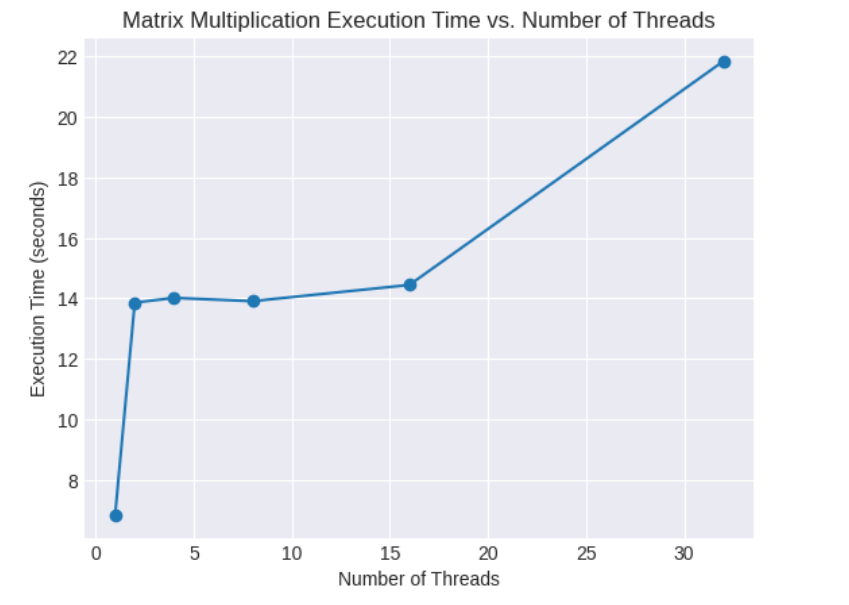 Matrix Multiplication Execution Time vs. Number of Threads
22
20
18
16
14
12
10
8
Execution Time (seconds)
0 5 10 15 20 25 30
Number of Threads